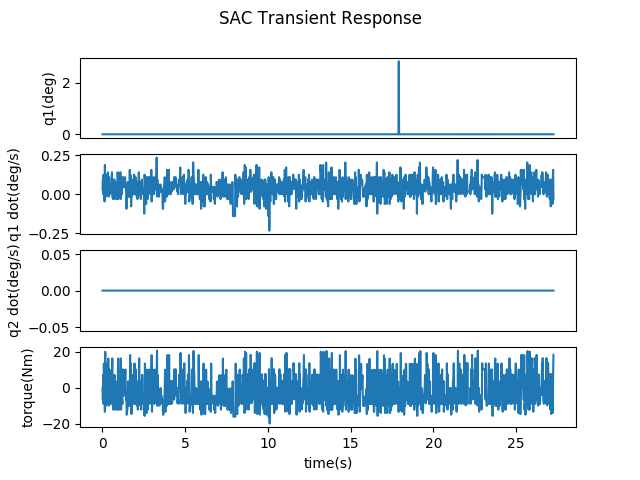 SAC Transient Response
q1(deg)
2
0
q1 dot(deg/s)
0.25
0.00
−0.25
q2 dot(deg/s)
0.05
0.00
−0.05
torque(Nm)
20
0
−20
0 5 10 15 20 25
time(s)